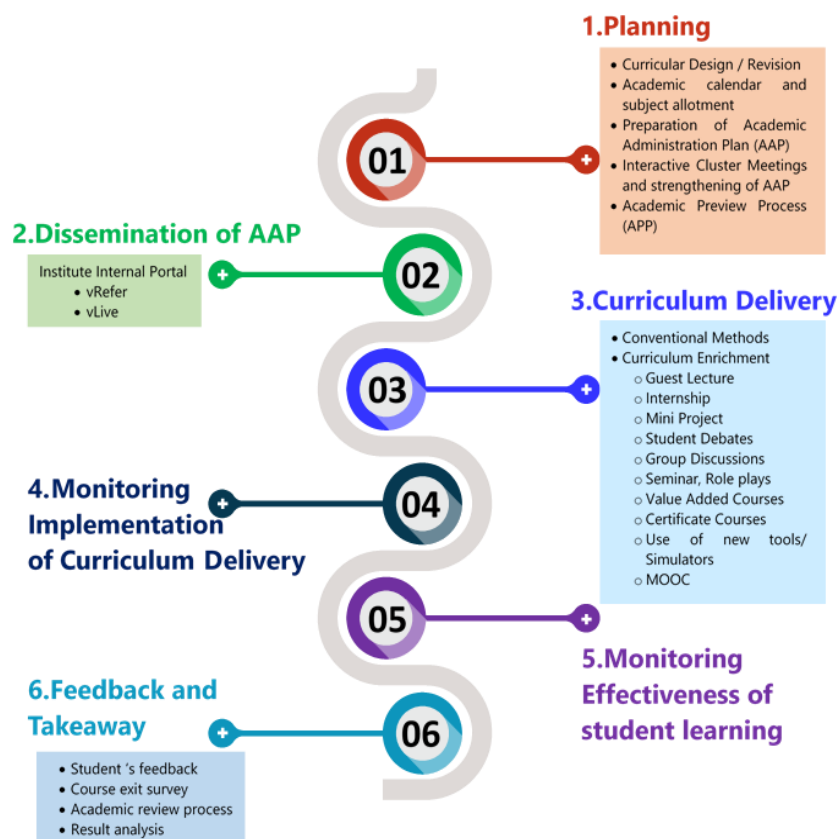 1.Planning
• Curricular Design / Revision
• Academic calendar and
subject allotment
• Preparation of Academic
Administration Plan (AAP)
• Interactive Cluster Meetings
and strengthening of AAP
• Academic Preview Process
(APP)
01
2.Dissemination of AAP
Institute Internal Portal
• vRefer
• vLive
02
3.Curriculum Delivery
• Conventional Methods
• Curriculum Enrichment
o Guest Lecture
o Internship
o Mini Project
o Student Debates
o Group Discussions
o Seminar, Role plays
o Value Added Courses
o Certificate Courses
o Use of new tools/
Simulators
o MOOC
03
4.Monitoring
Implementation
of Curriculum Delivery
04
05
5.Monitoring
Effectiveness of
student learning
6.Feedback and
Takeaway
06
• Student 's feedback
• Course exit survey
• Academic review process
• Result analysis